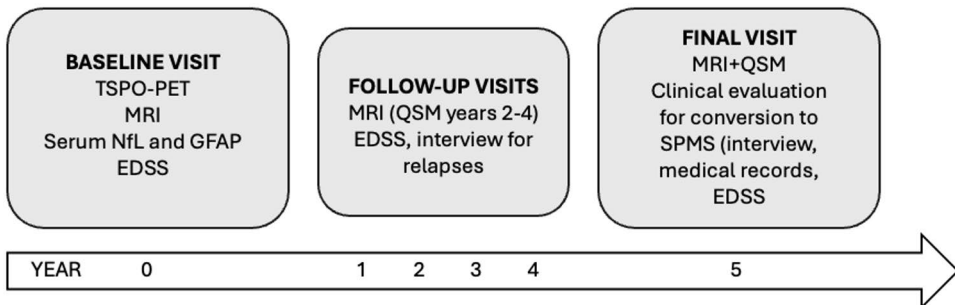 BASELINE VISIT
TSPO-PET
MRI
Serum NfL and GFAP
EDSS
FOLLOW-UP VISITS
MRI (QSM years 2-4)
EDSS, interview for
relapses
FINAL VISIT
MRI+QSM
Clinical evaluation
for conversion to
SPMS (interview,
medical records,
EDSS
YEAR 0 1 2 3 4 5